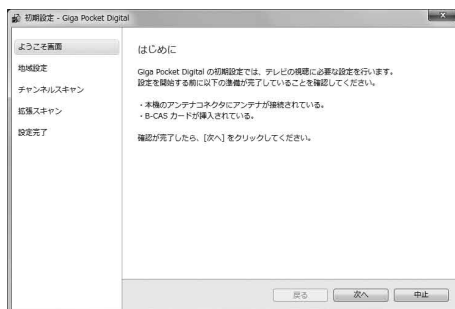 初期設定 - Giga Pocket Digital
ようこそ画面
地域設定
チャンネルスキャン
拡張スキャン
設定完了
はじめに
Giga Pocket Digital の初期設定では、テレビの視聴に必要な設定を行います。
設定を開始する前に以下の準備が完了していることを確認してください。
・本機のアンテナコネクタにアンテナが接続されている。
・B-CAS カードが挿入されている。
確認が完了したら、[次へ] をクリックしてください。
戻る
次へ
中止